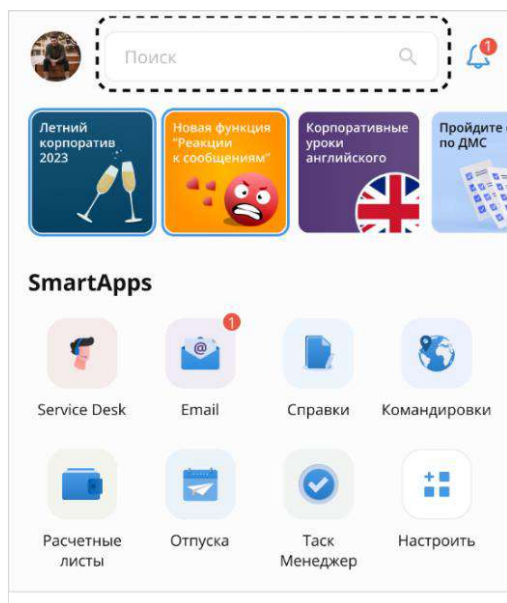 Поиск
1
Летний
корпоратив
2023
Новая функция
"Реакции
к сообщениям"
Корпоративные
уроки
английского
Пройдите
по ДМС
SmartApps
1
@
Service Desk
Email
Справки
Командировки
Расчетные
листы
Отпуска
Таск
Менеджер
Настроить